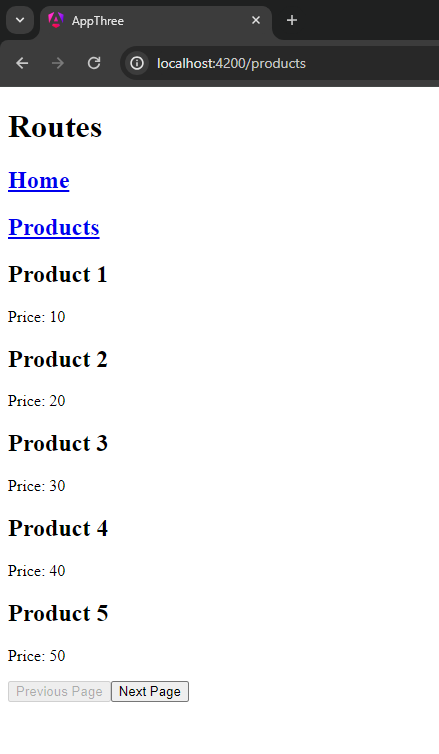 AppThree
localhost:4200/products
Routes
Home
Products
Product 1
Price: 10
Product 2
Price: 20
Product 3
Price: 30
Product 4
Price: 40
Product 5
Price: 50
Previous Page Next Page